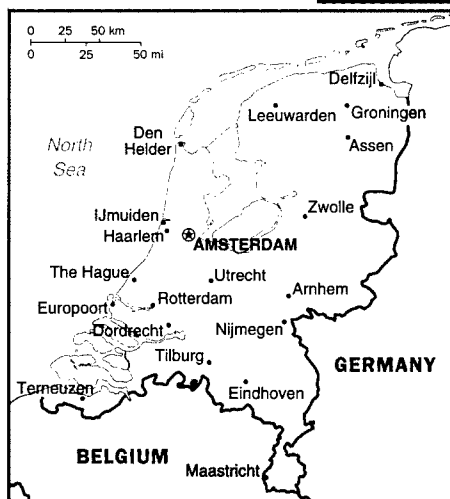 0 25 50 km
0 25 50 mi
Delfzijl
Leeuwarden
Groningen
Den
Helder
Assen
North
Sea
Zwolle
IJmuiden
Haarlem
AMSTERDAM
The Hague
Utrecht
Arnhem
Europoort
Rotterdam
Dordrecht
Nijmegen
Tilburg
GERMANY
Terneuzen
Eindhoven
BELGIUM
Maastricht